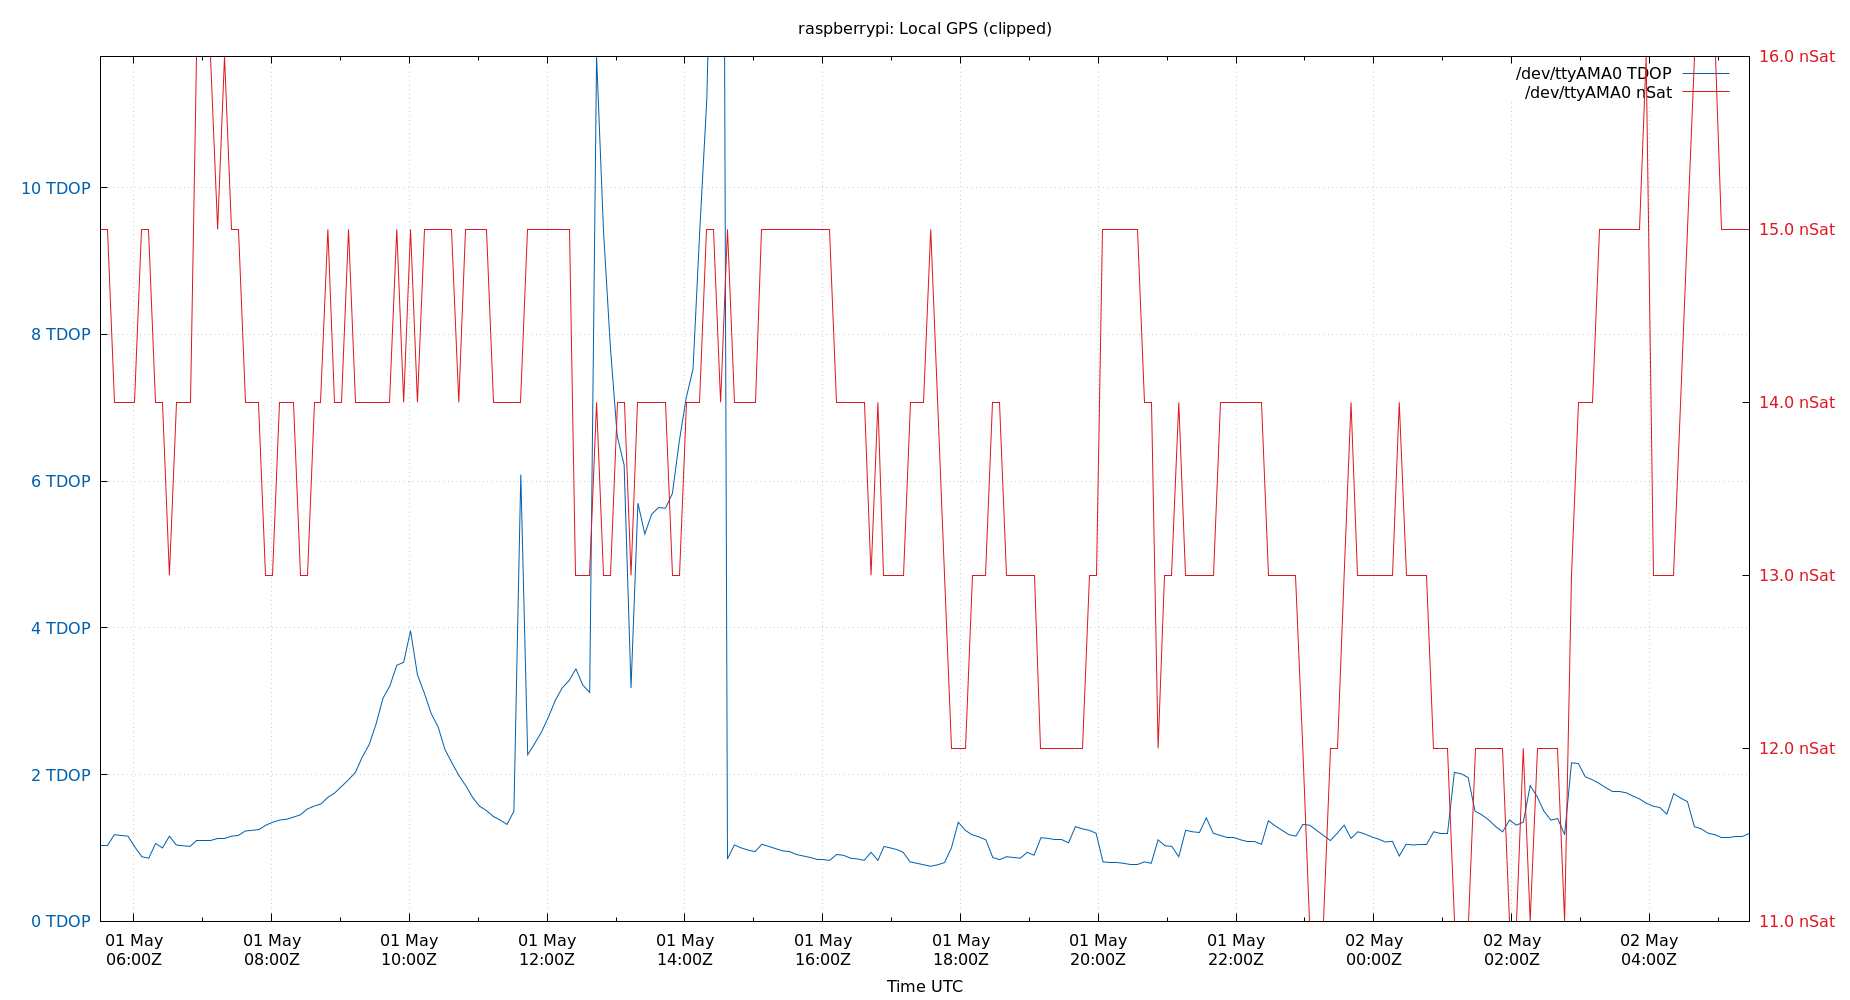 raspberrypi: Local GPS (clipped)
/dev/ttyAMA0 TDOP
/dev/ttyAMA0 nSat
10 TDOP
8 TDOP
6 TDOP
4 TDOP
2 TDOP
0 TDOP
16.0 nSat
15.0 nSat
14.0 nSat
13.0 nSat
12.0 nSat
11.0 nSat
01 May 01 May 01 May 01 May 01 May 01 May 01 May 01 May 01 May 02 May 02 May 02 May
06:00Z 08:00Z 10:00Z 12:00Z 14:00Z 16:00Z 18:00Z 20:00Z 22:00Z 00:00Z 02:00Z 04:00Z
Time UTC